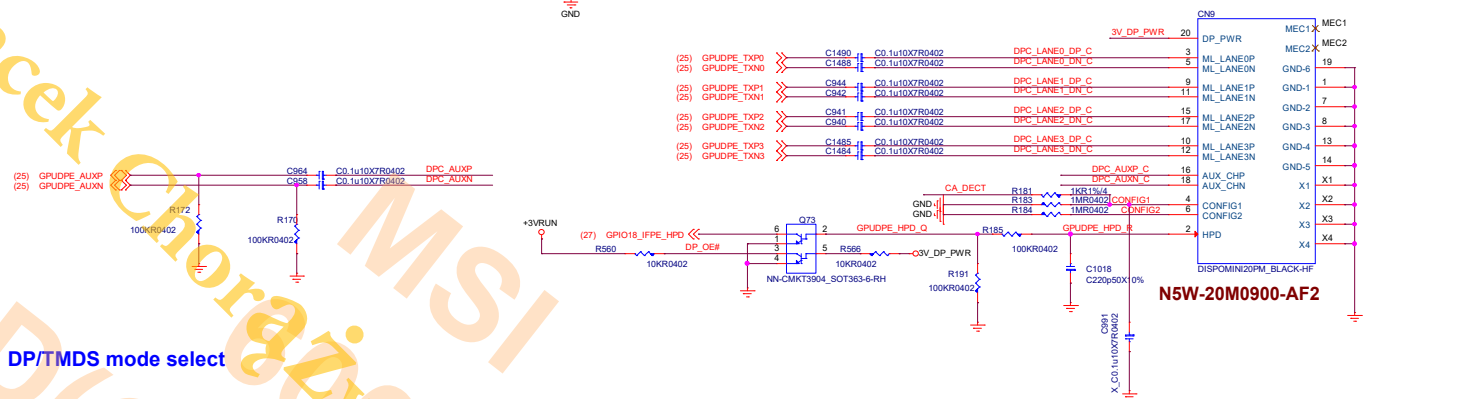 GND
CN9
MEC1 MEC1
3V_DP_PWR 20 DP_PWR
MEC2 MEC2
(25) GPUDPE_TXP0 C1490 C0.1u10X7R0402 DPC_LANE0_DP_C 3 ML_LANE0P
(25) GPUDPE_TXN0 C1488 C0.1u10X7R0402 DPC_LANE0_DN_C 5 ML_LANE0N
GND-6 19
(25) GPUDPE_TXP1 C944 C0.1u10X7R0402 DPC_LANE1_DP_C 9 ML_LANE1P
(25) GPUDPE_TXN1 C942 C0.1u10X7R0402 DPC_LANE1_DN_C 11 ML_LANE1N
GND-1 1
GND-2 7
(25) GPUDPE_TXP2 C941 C0.1u10X7R0402 DPC_LANE2_DP_C 15 ML_LANE2P
(25) GPUDPE_TXN2 C940 C0.1u10X7R0402 DPC_LANE2_DN_C 17 ML_LANE2N
GND-3 8
(25) GPUDPE_TXP3 C1485 C0.1u10X7R0402 DPC_LANE3_DP_C 10 ML_LANE3P
(25) GPUDPE_TXN3 C1484 C0.1u10X7R0402 DPC_LANE3_DN_C 12 ML_LANE3N
GND-4 13
GND-5 14
(25) GPUDPE_AUXP C964 C0.1u10X7R0402 DPC_AUXP
(25) GPUDPE_AUXN C958 C0.1u10X7R0402 DPC_AUXN
DPC_AUXP_C 16 AUX_CHP
DPC_AUXN_C 18 AUX_CHN
X1 X1
CA_DECT R181 1KR1%/4
GND R183 1MR0402 CONFIG1 4 CONFIG1
GND R184 1MR0402 CONFIG2 6 CONFIG2
X2 X2
X3 X3
X4 X4
R172
100KR0402
R170
100KR0402
+3VRUN
Q73
(27) GPIO18_IFPE_HPD 6 2 GPUDPE_HPD_Q R185 GPUDPE_HPD_R 2 HPD
1
100KR0402
R560 DP_OE# 3 5 R566 3V_DP_PWR
10KR0402 4 10KR0402
NN-CMKT3904_SOT363-6-RH
R191
100KR0402
C1018
C220p50X10%
DISPOMINI20PM_BLACK-HF
N5W-20M0900-AF2
C991
X_C0.1u10X7R0402
DP/TMDS mode select
MSI